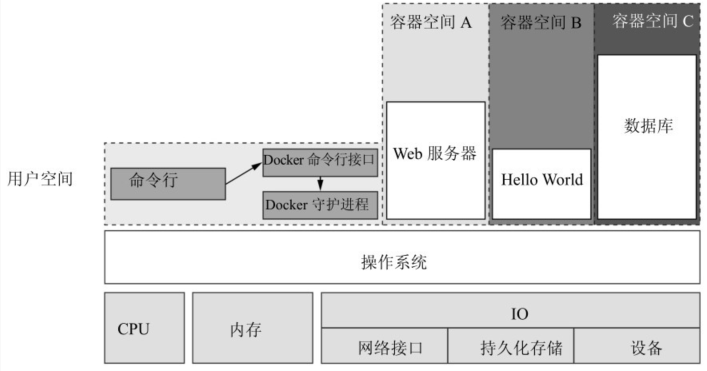 容器空间 A
容器空间 B
容器空间 C
数据库
Web 服务器
Docker 命令行接口
用户空间
命令行
Hello World
Docker 守护进程
操作系统
CPU
内存
IO
网络接口
持久化存储
设备